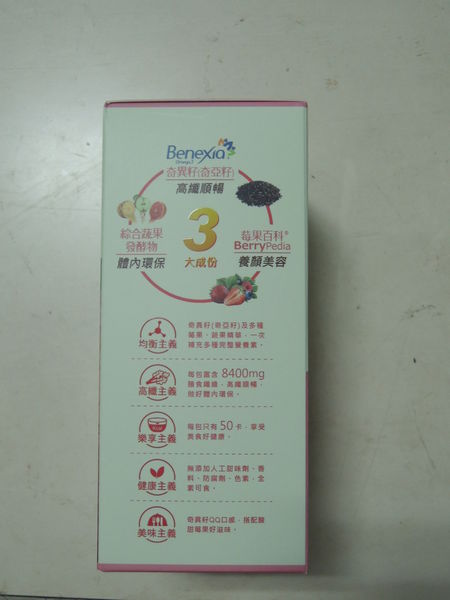 Benexia
Omega 3
奇異籽(奇亞籽)
高纖順暢
綜合蔬果
發酵物
體內環保
3
大成份
莓果百科®
BerryPedia
養顏美容
均衡主義
奇異籽(奇亞籽)及多種
莓果、蔬果精華，一次
補充多種完整營養素。
高纖主義
每包富含 8400mg
膳食纖維，高纖順暢，
做好體內環保。
樂享主義
每包只有50卡，享受
美食好健康。
健康主義
無添加人工甜味劑、香
料、防腐劑、色素，全
素可食。
美味主義
奇異籽QQ口感，搭配酸
甜莓果好滋味。